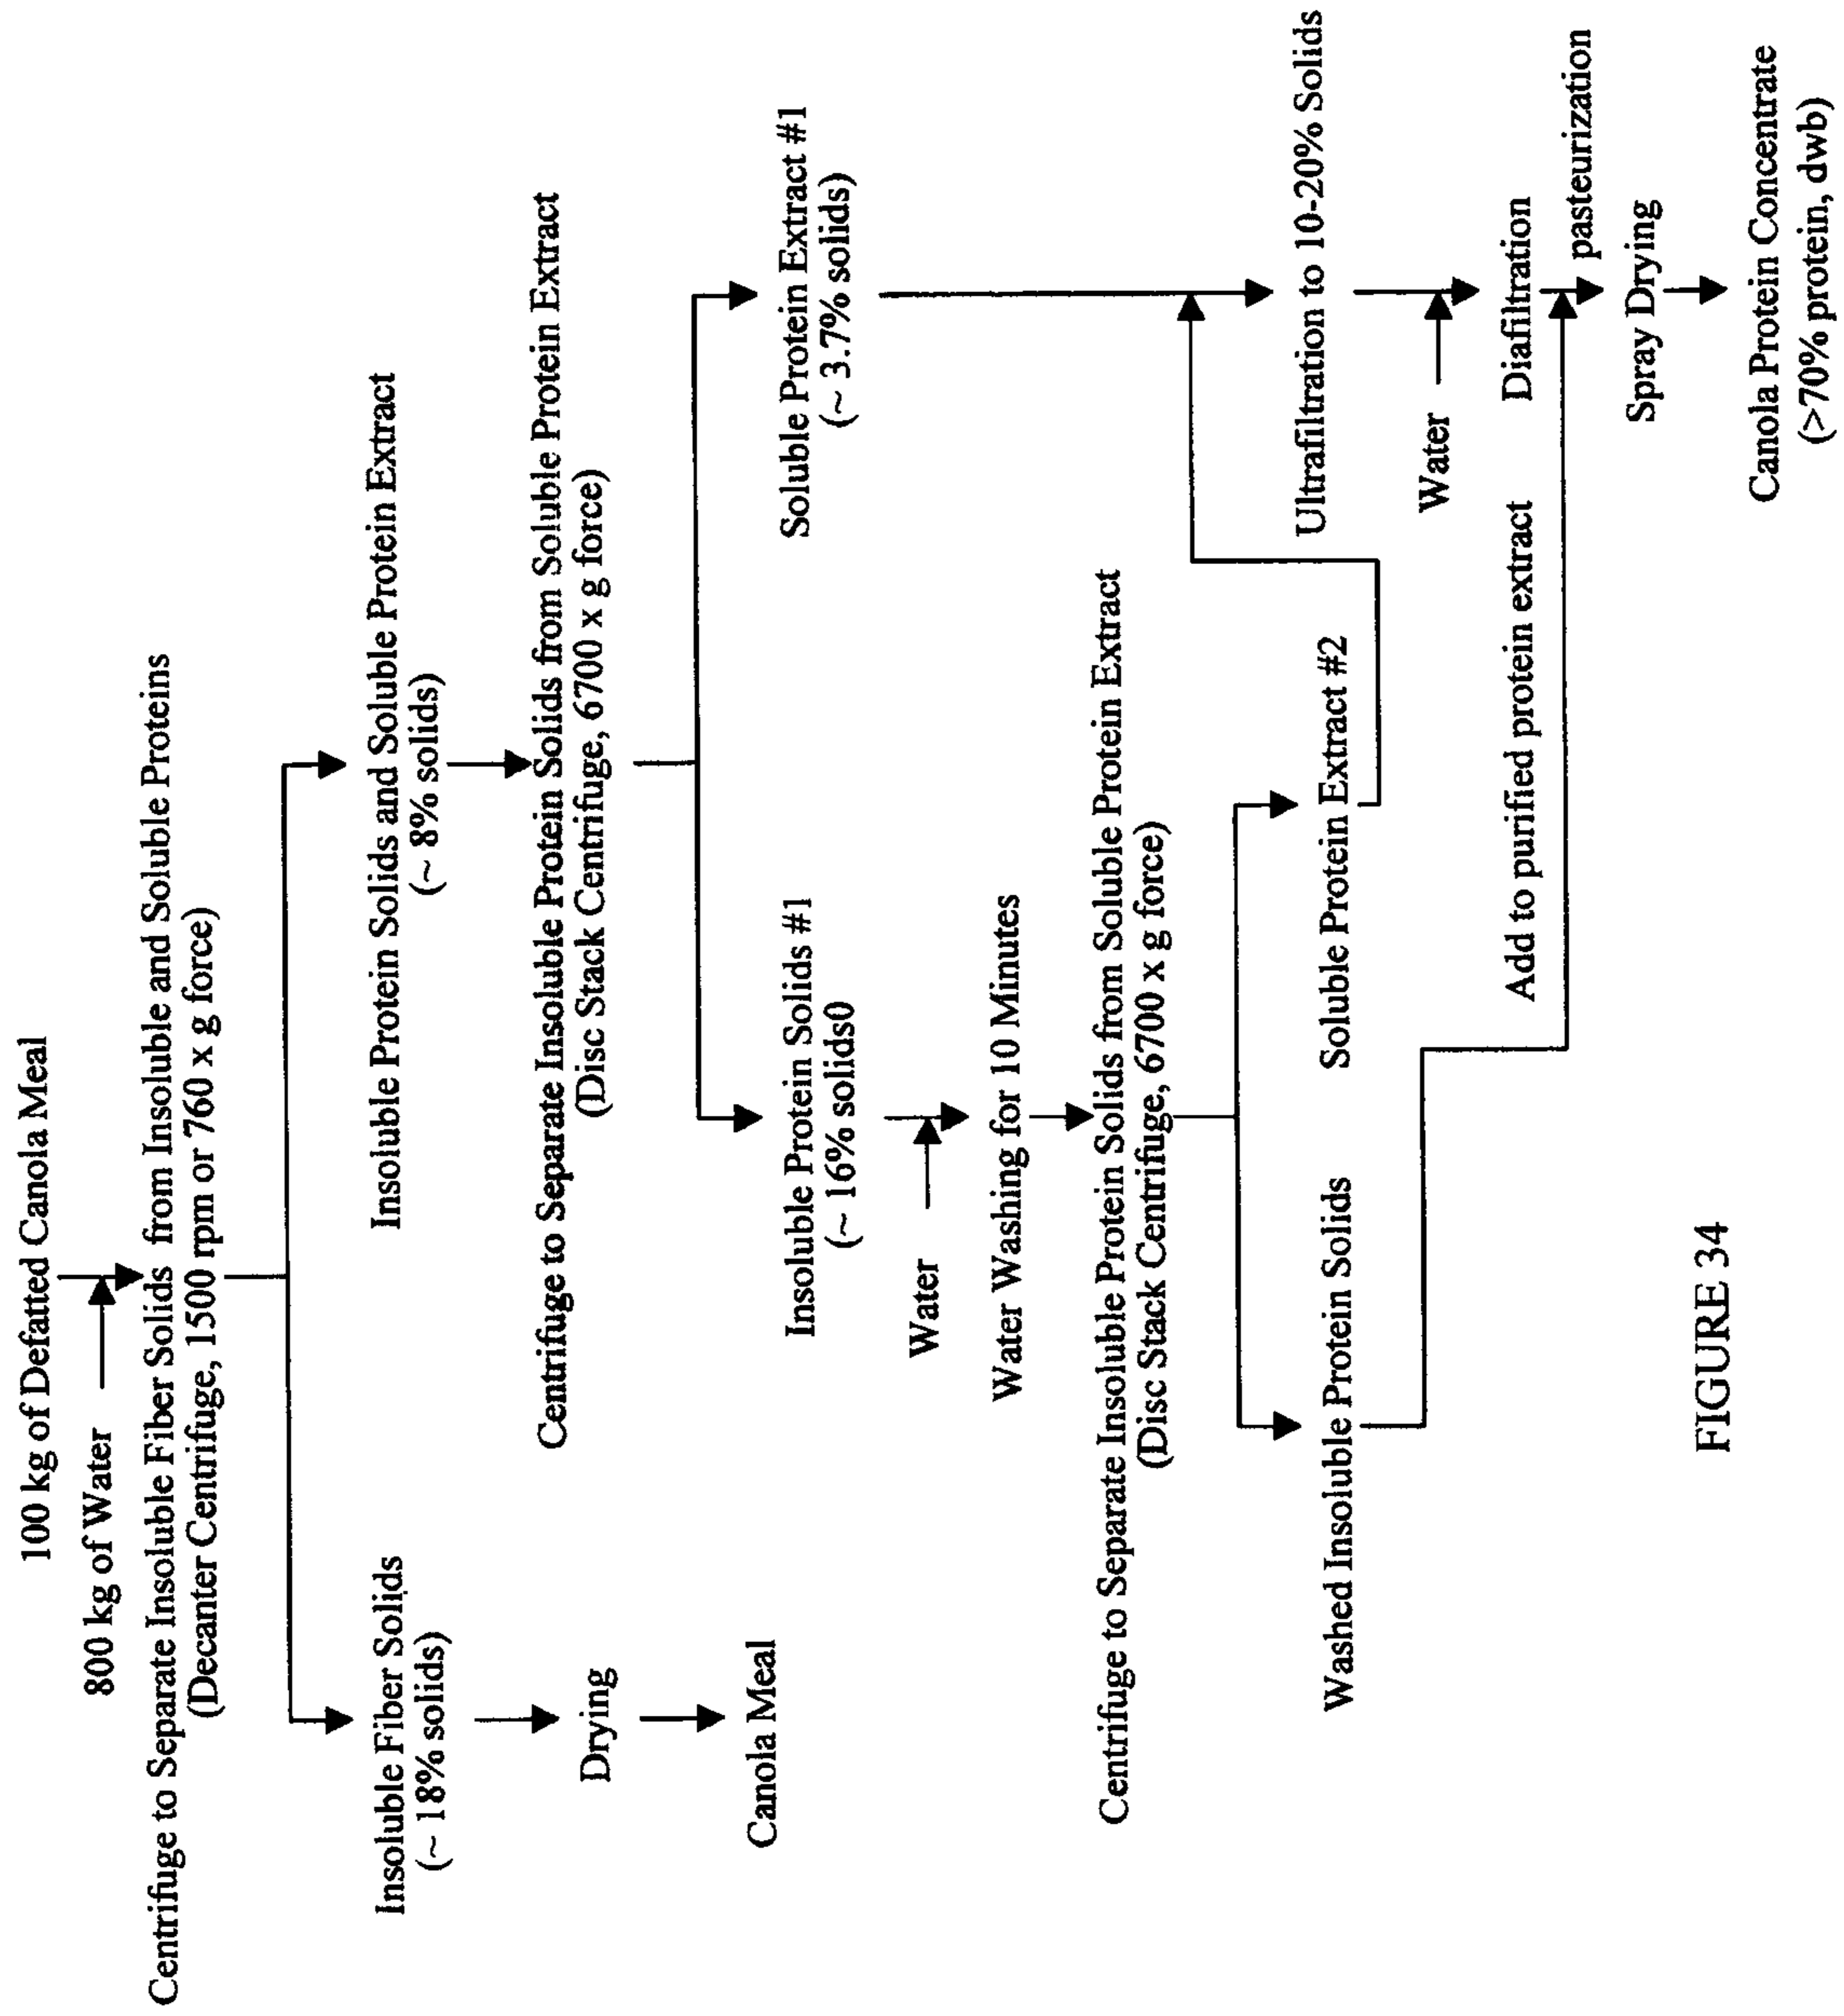 100 kg of Defatted Canola Meal
800 kg of Water
Centrifuge to Separate Insoluble Fiber Solids from Insoluble and Soluble Proteins
(Decanter Centrifuge, 1500 rpm or 760 x g force)
Insoluble Fiber Solids
(~ 18% solids)
Drying
Canola Meal
Insoluble Protein Solids and Soluble Protein Extract
(~ 8% solids)
Centrifuge to Separate Insoluble Protein Solids from Soluble Protein Extract
(Disc Stack Centrifuge, 6700 x g force)
Insoluble Protein Solids #1
(~ 16% solids0
Soluble Protein Extract #1
(~ 3.7% solids)
Water
Water Washing for 10 Minutes
Centrifuge to Separate Insoluble Protein Solids from Soluble Protein Extract
(Disc Stack Centrifuge, 6700 x g force)
Washed Insoluble Protein Solids
Soluble Protein Extract #2
Ultrafiltration to 10-20% Solids
Water
Diafiltration
Add to purified protein extract
pasteurization
Spray Drying
Canola Protein Concentrate
(>70% protein, dwb)
FIGURE 34